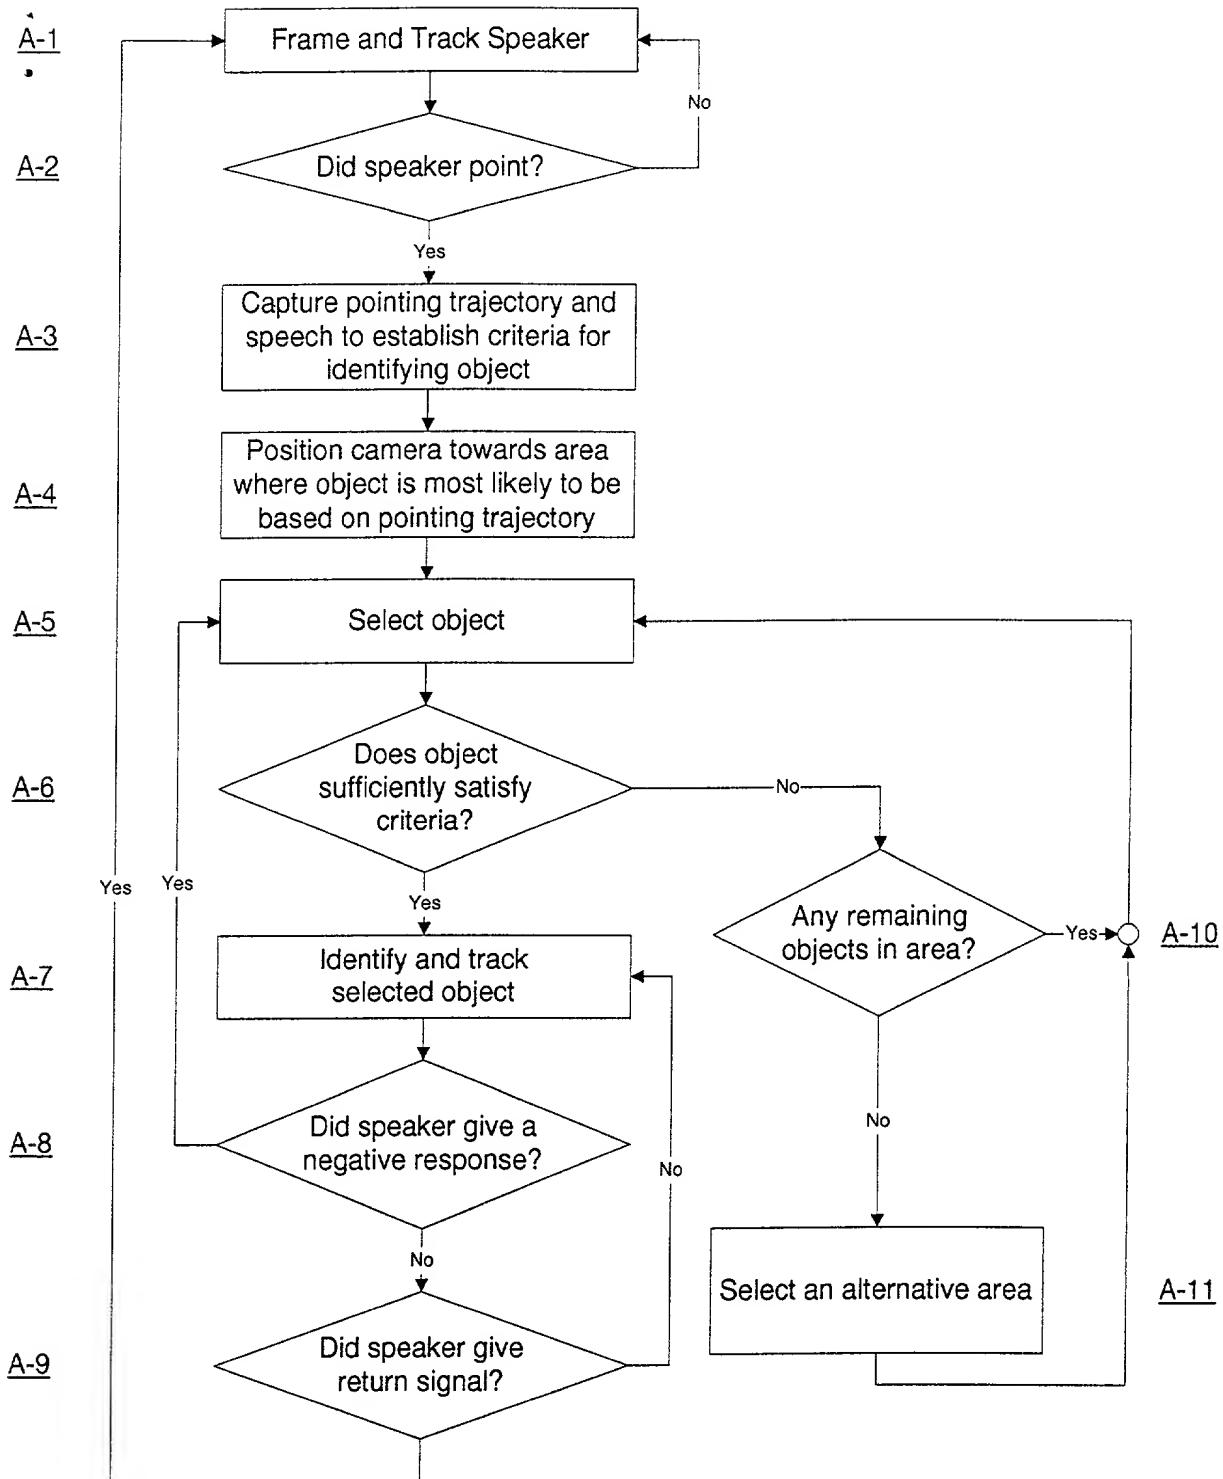 A-1
Frame and Track Speaker
No
A-2
Did speaker point?
Yes
A-3
Capture pointing trajectory and
speech to establish criteria for
identifying object
A-4
Position camera towards area
where object is most likely to be
based on pointing trajectory
A-5
Select object
A-6
Does object
sufficiently satisfy
criteria?
No
Yes
Yes
Yes
Any remaining
objects in area?
Yes
A-10
A-7
Identify and track
selected object
No
A-8
Did speaker give a
negative response?
No
No
Select an alternative area
A-11
A-9
Did speaker give
return signal?